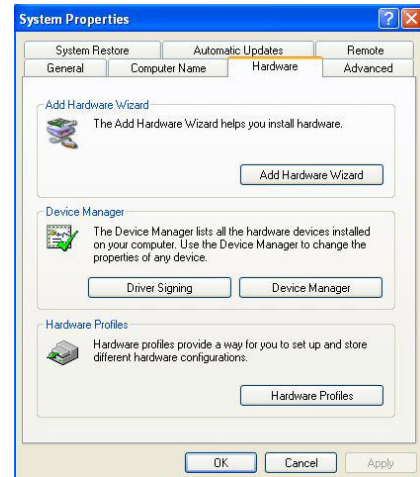 System Properties
System Restore Automatic Updates Remote
General Computer Name Hardware Advanced
Add Hardware Wizard
The Add Hardware Wizard helps you install hardware.
Add Hardware Wizard
Device Manager
The Device Manager lists all the hardware devices installed
on your computer. Use the Device Manager to change the
properties of any device.
Driver Signing Device Manager
Hardware Profiles
Hardware profiles provide a way for you to set up and store
different hardware configurations.
Hardware Profiles
OK Cancel Apply